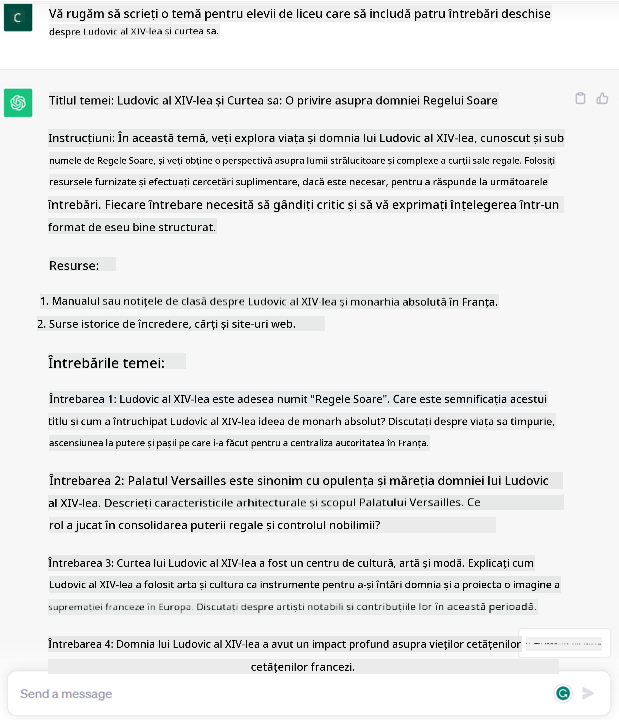 C
Vă rugăm să scrieți o temă pentru elevii de liceu care să includă patru întrebări deschise
despre Ludovic al XIV-lea și curtea sa.
Titlul temei: Ludovic al XIV-lea și Curtea sa: O privire asupra domniei Regelui Soare
Instrucțiuni: În această temă, veți explora viața și domnia lui Ludovic al XIV-lea, cunoscut și sub
numele de Regele Soare, și veți obține o perspectivă asupra lumii strălucitoare și complexe a curții sale regale. Folosiți
resursele furnizate și efectuați cercetări suplimentare, dacă este necesar, pentru a răspunde la următoarele
întrebări. Fiecare întrebare necesită să gândiți critic și să vă exprimați înțelegerea într-un
format de eseu bine structurat.
Resurse:
1. Manualul sau notițele de clasă despre Ludovic al XIV-lea și monarhia absolută în Franța.
2. Surse istorice de încredere, cărți și site-uri web.
Întrebările temei:
Întrebarea 1: Ludovic al XIV-lea este adesea numit "Regele Soare". Care este semnificația acestui
titlu și cum a întruchipat Ludovic al XIV-lea ideea de monarh absolut? Discutați despre viața sa timpurie,
ascensiunea la putere și pașii pe care i-a făcut pentru a centraliza autoritatea în Franța.
Întrebarea 2: Palatul Versailles este sinonim cu opulența și măreția domniei lui Ludovic
al XIV-lea. Descrieți caracteristicile arhitecturale și scopul Palatului Versailles. Ce
rol a jucat în consolidarea puterii regale și controlul nobilimii?
Întrebarea 3: Curtea lui Ludovic al XIV-lea a fost un centru de cultură, artă și modă. Explicați cum
Ludovic al XIV-lea a folosit arta și cultura ca instrumente pentru a-și întări domnia și a proiecta o imagine a
supremației franceze în Europa. Discutați despre artiști notabili și contribuțiile lor în această perioadă.
Întrebarea 4: Domnia lui Ludovic al XIV-lea a avut un impact profund asupra vieților cetățenilor
cetățenilor francezi.
Send a message